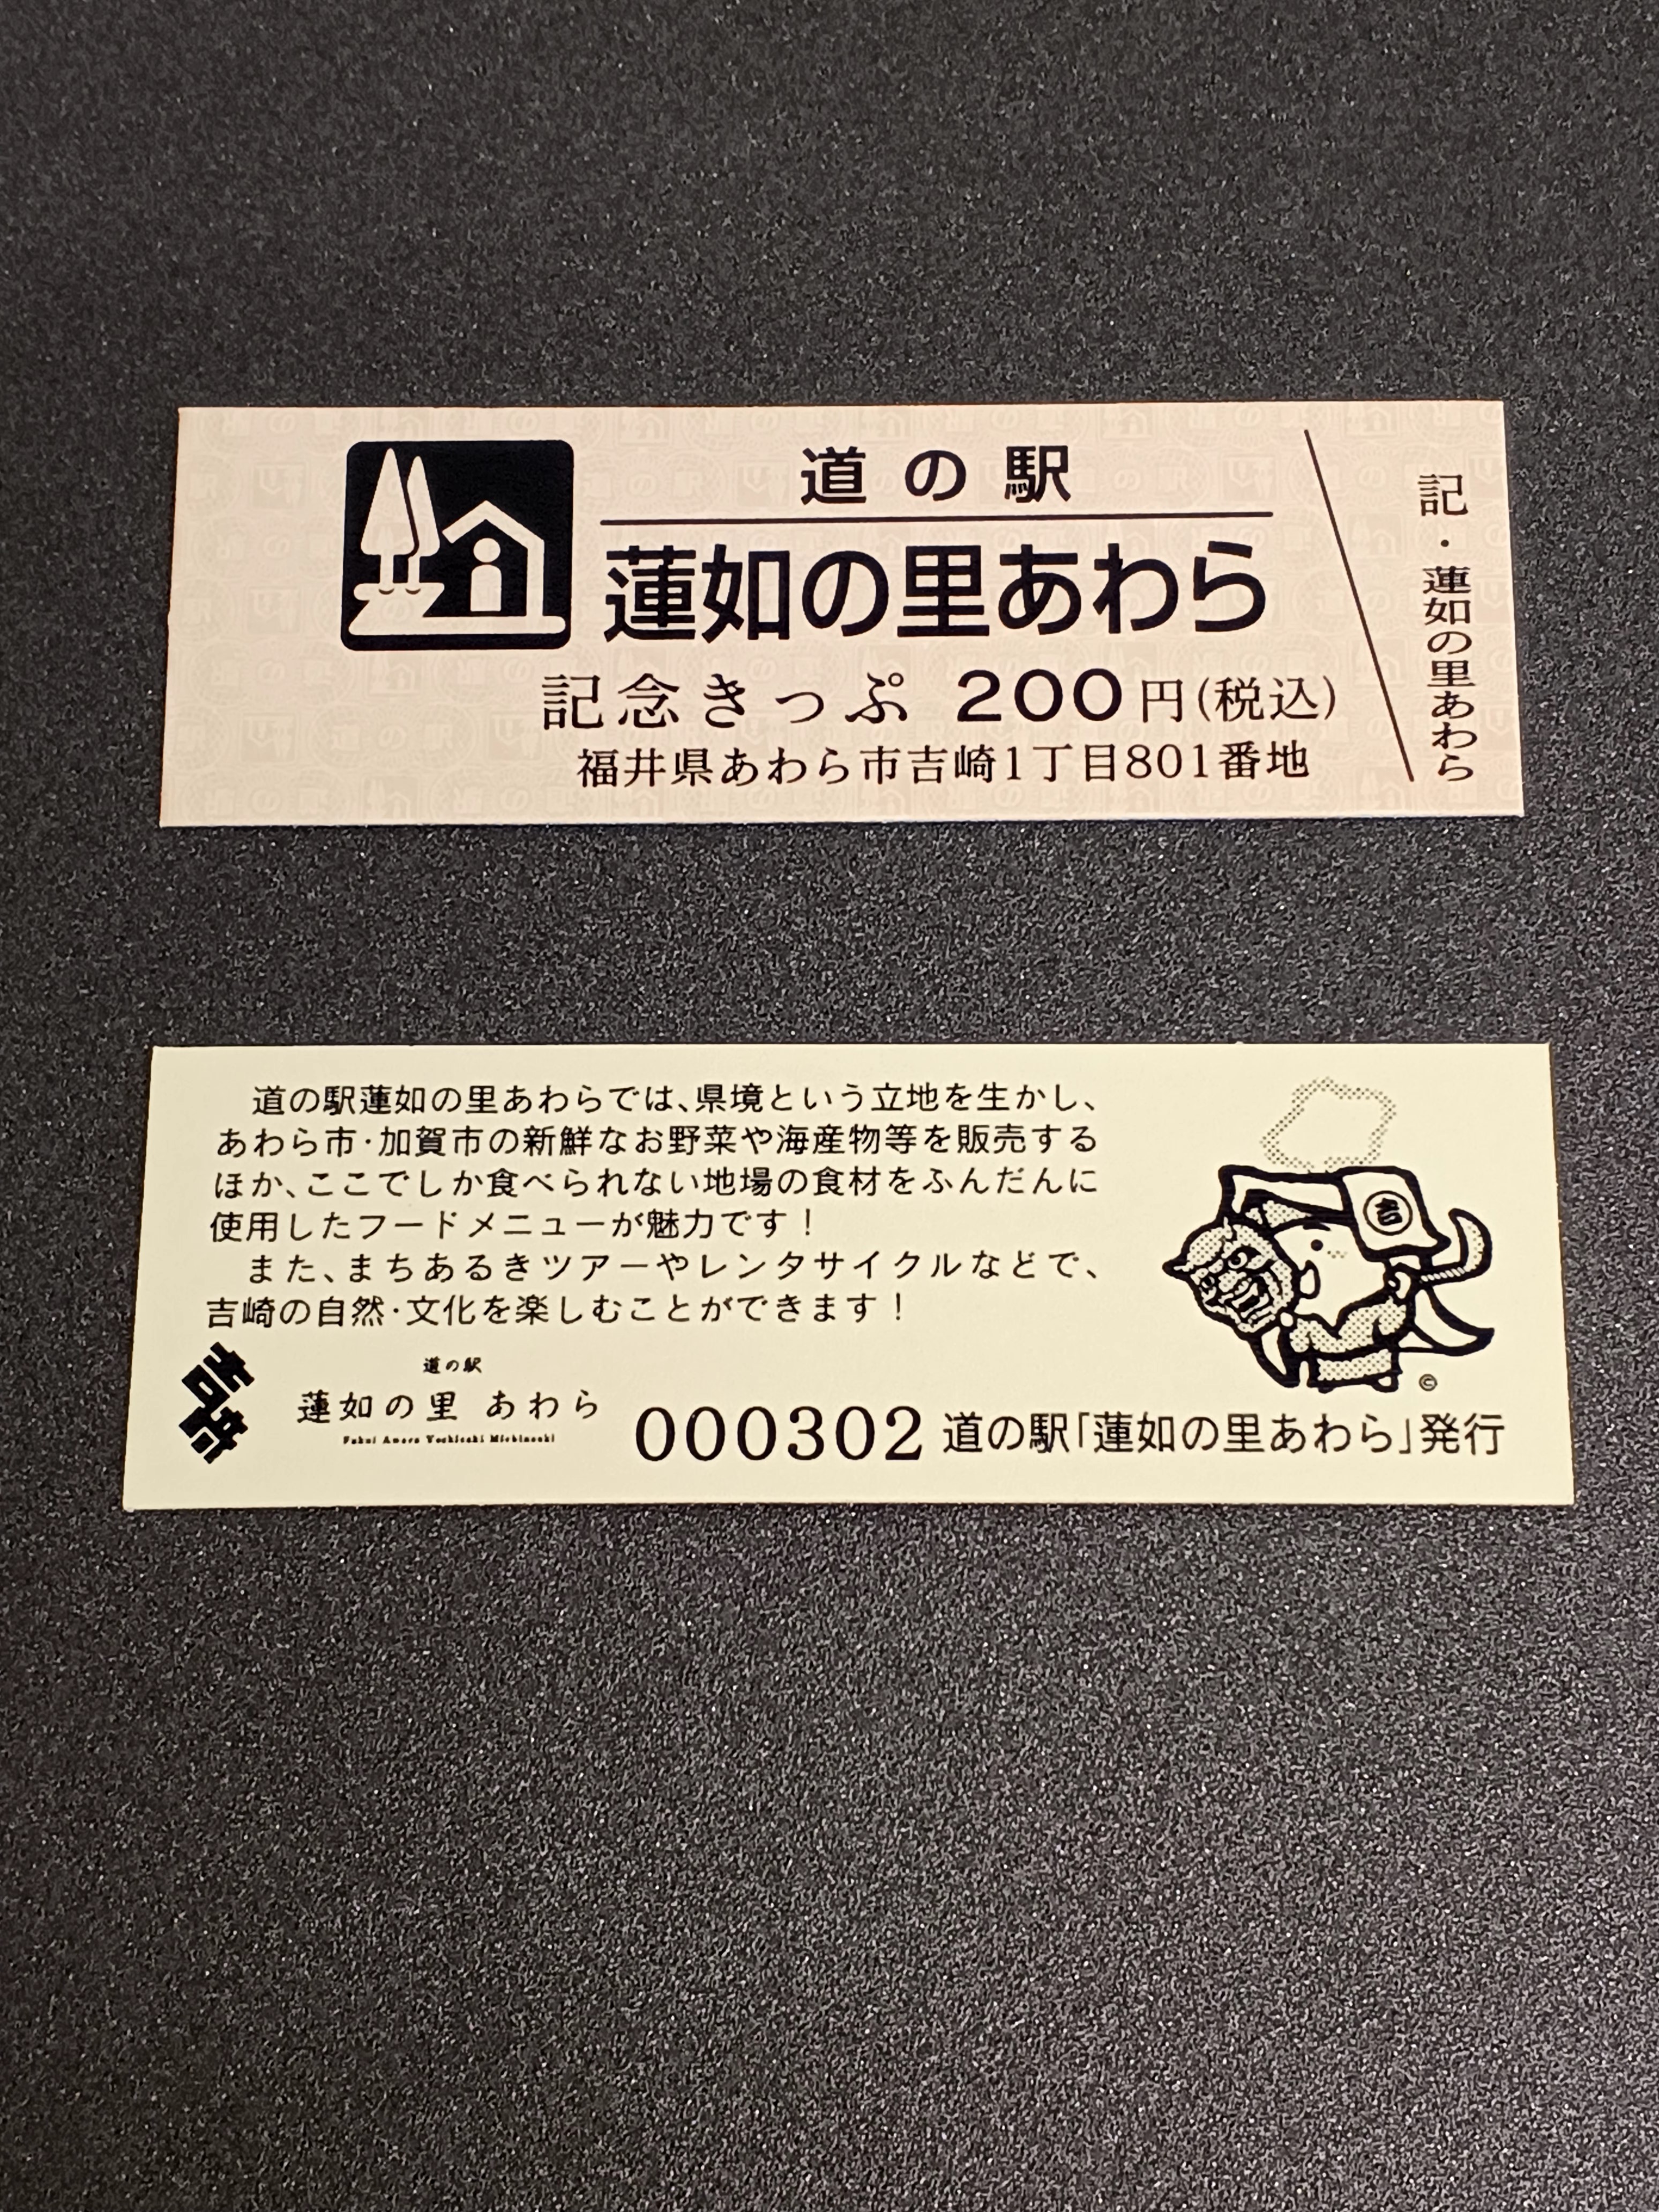 道の駅
蓮如の里あわら
記念きっぷ 200円(税込)
福井県あわら市吉崎1丁目801番地
記・蓮如の里あわら
道の駅蓮如の里あわらでは、県境という立地を生かし、
あわら市・加賀市の新鮮なお野菜や海産物等を販売する
ほか、ここでしか食べられない地場の食材をふんだんに
使用したフードメニューが魅力です！
また、まちあるきツアーやレンタサイクルなどで、
吉崎の自然・文化を楽しむことができます！
吉
©
吉崎
道の駅
蓮如の里 あわら
Fukui Awara Yoshizaki Michinoeki
000302 道の駅「蓮如の里あわら」発行